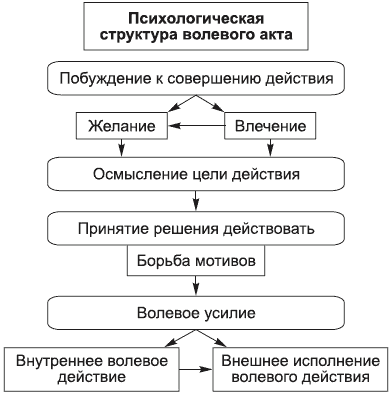 Психологическая
структура волевого акта
Побуждение к совершению действия
Желание
Влечение
Осмысление цели действия
Принятие решения действовать
Борьба мотивов
Волевое усилие
Внутреннее волевое
действие
Внешнее исполнение
волевого действия